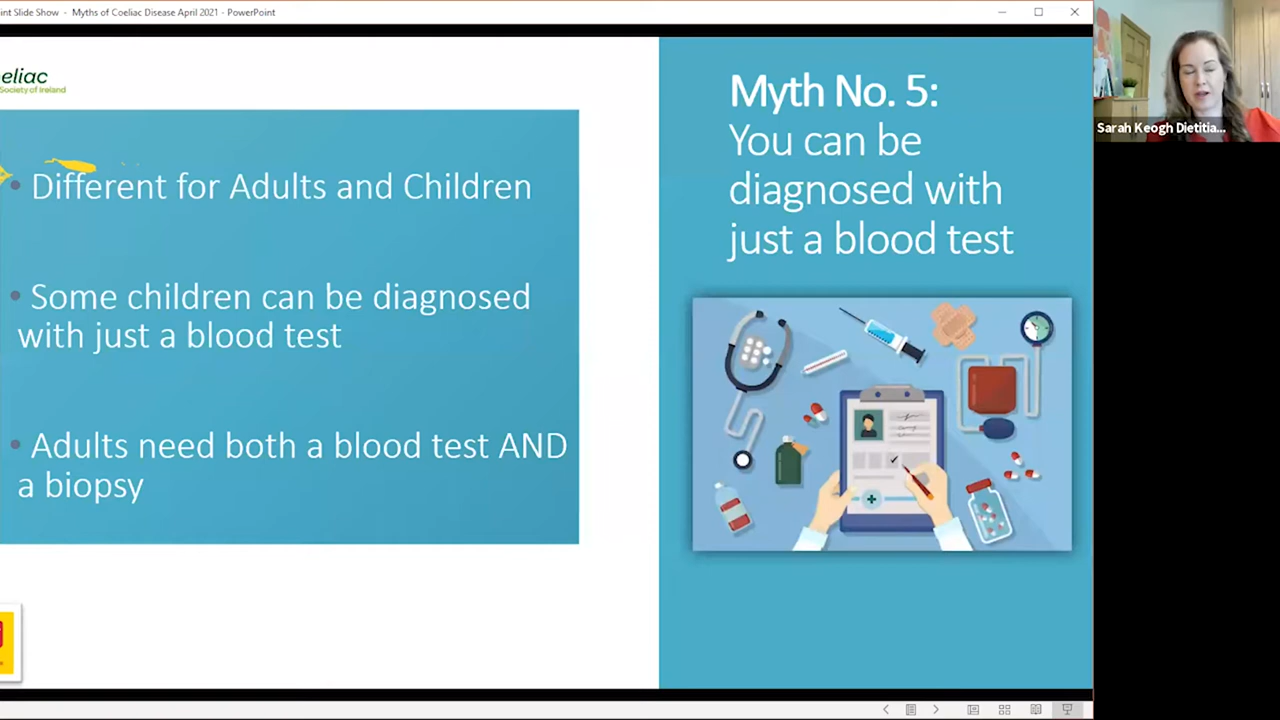 int Slide Show - Myths of Coeliac Disease April 2021 - PowerPoint
eliac
Society of Ireland
• Different for Adults and Children
• Some children can be diagnosed
with just a blood test
• Adults need both a blood test AND
a biopsy
Myth No. 5:
You can be
diagnosed with
just a blood test
Sarah Keogh Dietitia...